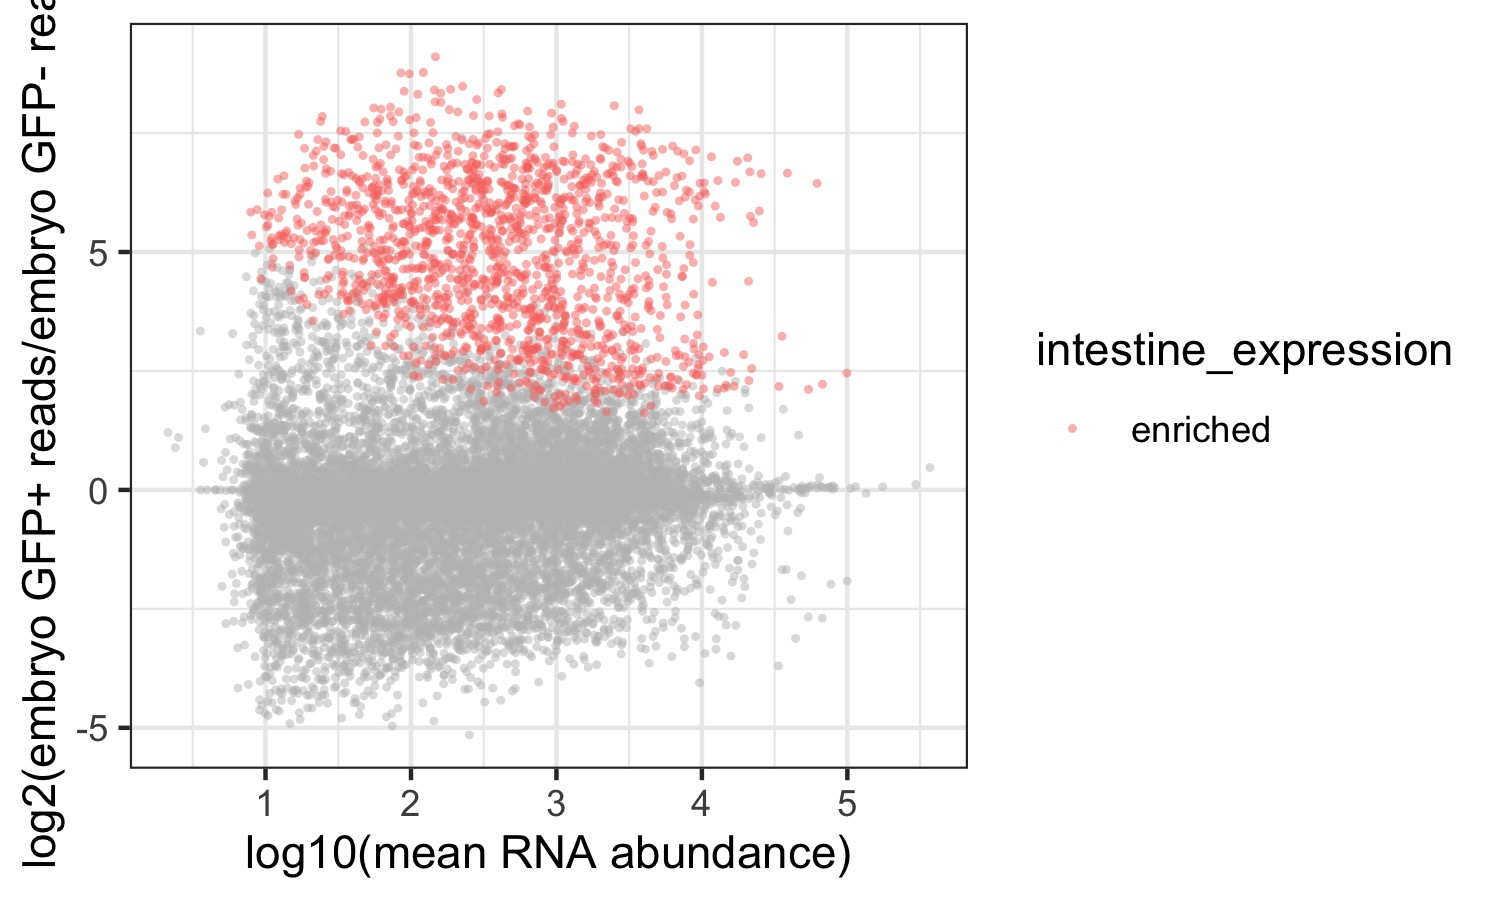 log2(embryo GFP+ reads/embryo GFP- rea
5
0
-5
1 2 3 4 5
log10(mean RNA abundance)
intestine_expression
enriched